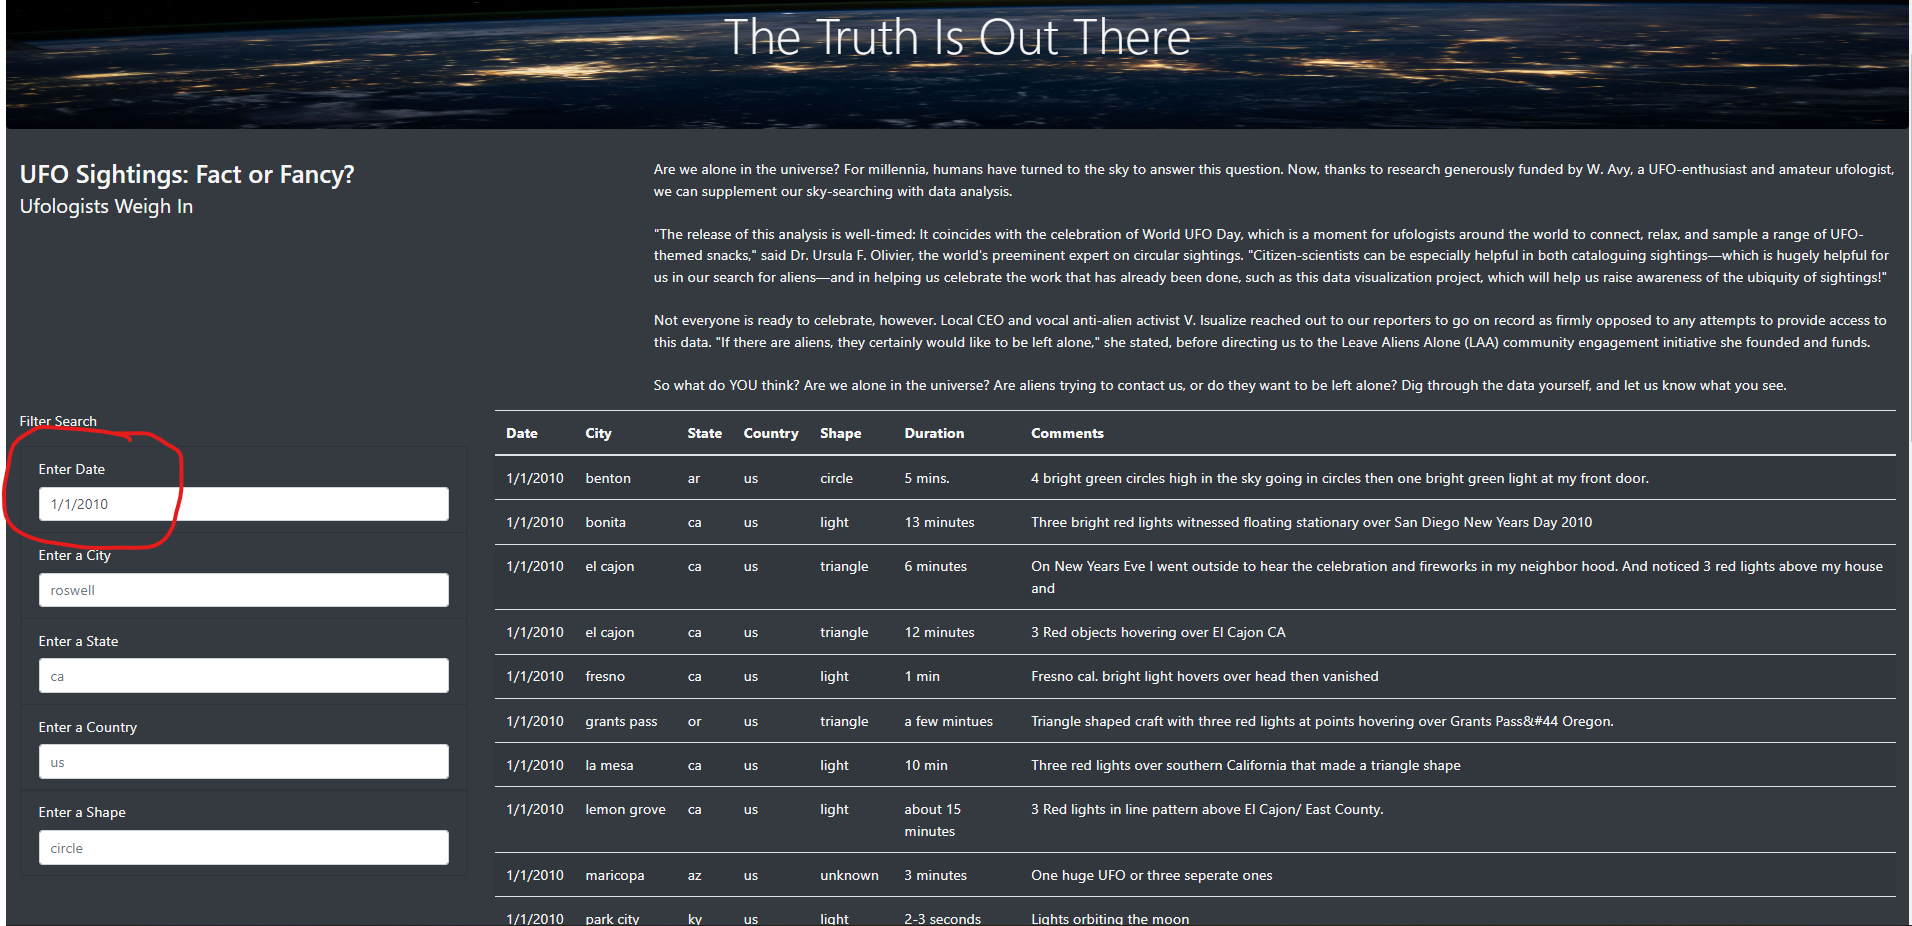 The Truth Is Out There
UFO Sightings: Fact or Fancy?
Ufologists Weigh In
Are we alone in the universe? For millennia, humans have turned to the sky to answer this question. Now, thanks to research generously funded by W. Avy, a UFO-enthusiast and amateur ufologist,
we can supplement our sky-searching with data analysis.
"The release of this analysis is well-timed: It coincides with the celebration of World UFO Day, which is a moment for ufologists around the world to connect, relax, and sample a range of UFO-
themed snacks," said Dr. Ursula F. Olivier, the world's preeminent expert on circular sightings. "Citizen-scientists can be especially helpful in both cataloguing sightings—which is hugely helpful for
us in our search for aliens—and in helping us celebrate the work that has already been done, such as this data visualization project, which will help us raise awareness of the ubiquity of sightings!"
Not everyone is ready to celebrate, however. Local CEO and vocal anti-alien activist V. Isualize reached out to our reporters to go on record as firmly opposed to any attempts to provide access to
this data. "If there are aliens, they certainly would like to be left alone," she stated, before directing us to the Leave Aliens Alone (LAA) community engagement initiative she founded and funds.
So what do YOU think? Are we alone in the universe? Are aliens trying to contact us, or do they want to be left alone? Dig through the data yourself, and let us know what you see.
Filter Search
Enter Date
1/1/2010
Enter a City
roswell
Enter a State
ca
Enter a Country
us
Enter a Shape
circle
Date City State Country Shape Duration Comments
1/1/2010 benton ar us circle 5 mins. 4 bright green circles high in the sky going in circles then one bright green light at my front door.
1/1/2010 bonita ca us light 13 minutes Three bright red lights witnessed floating stationary over San Diego New Years Day 2010
1/1/2010 el cajon ca us triangle 6 minutes On New Years Eve I went outside to hear the celebration and fireworks in my neighbor hood. And noticed 3 red lights above my house
and
1/1/2010 el cajon ca us triangle 12 minutes 3 Red objects hovering over El Cajon CA
1/1/2010 fresno ca us light 1 min Fresno cal. bright light hovers over head then vanished
1/1/2010 grants pass or us triangle a few mintues Triangle shaped craft with three red lights at points hovering over Grants Pass&#44 Oregon.
1/1/2010 la mesa ca us light 10 min Three red lights over southern California that made a triangle shape
1/1/2010 lemon grove ca us light about 15 3 Red lights in line pattern above El Cajon/ East County.
minutes
1/1/2010 maricopa az us unknown 3 minutes One huge UFO or three seperate ones
1/1/2010 park city ky us light 2-3 seconds Lights orbiting the moon